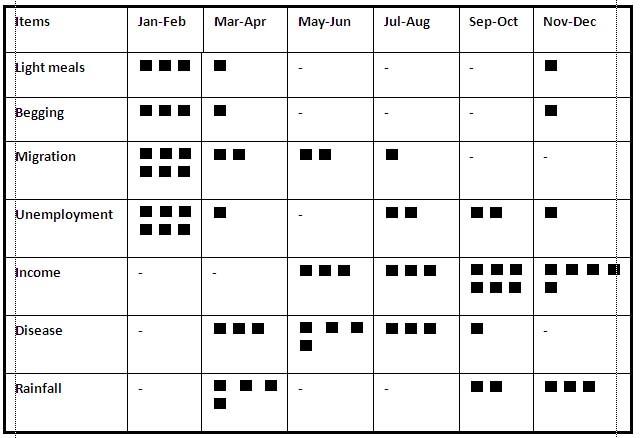 Items Jan-Feb Mar-Apr May-Jun Jul-Aug Sep-Oct Nov-Dec
Light meals ■ ■ ■ ■ - - - ■
Begging ■ ■ ■ ■ - - - ■
Migration ■ ■ ■ ■ ■ ■ ■ ■ ■ ■ ■ - -
Unemployment ■ ■ ■ ■ ■ ■ ■ - ■ ■ ■ ■ ■
Income - - ■ ■ ■ ■ ■ ■ ■ ■ ■ ■ ■ ■ ■ ■ ■ ■ ■
Disease - ■ ■ ■ ■ ■ ■ ■ ■ ■ ■ ■ -
Rainfall - ■ ■ ■ ■ - - ■ ■ ■ ■ ■